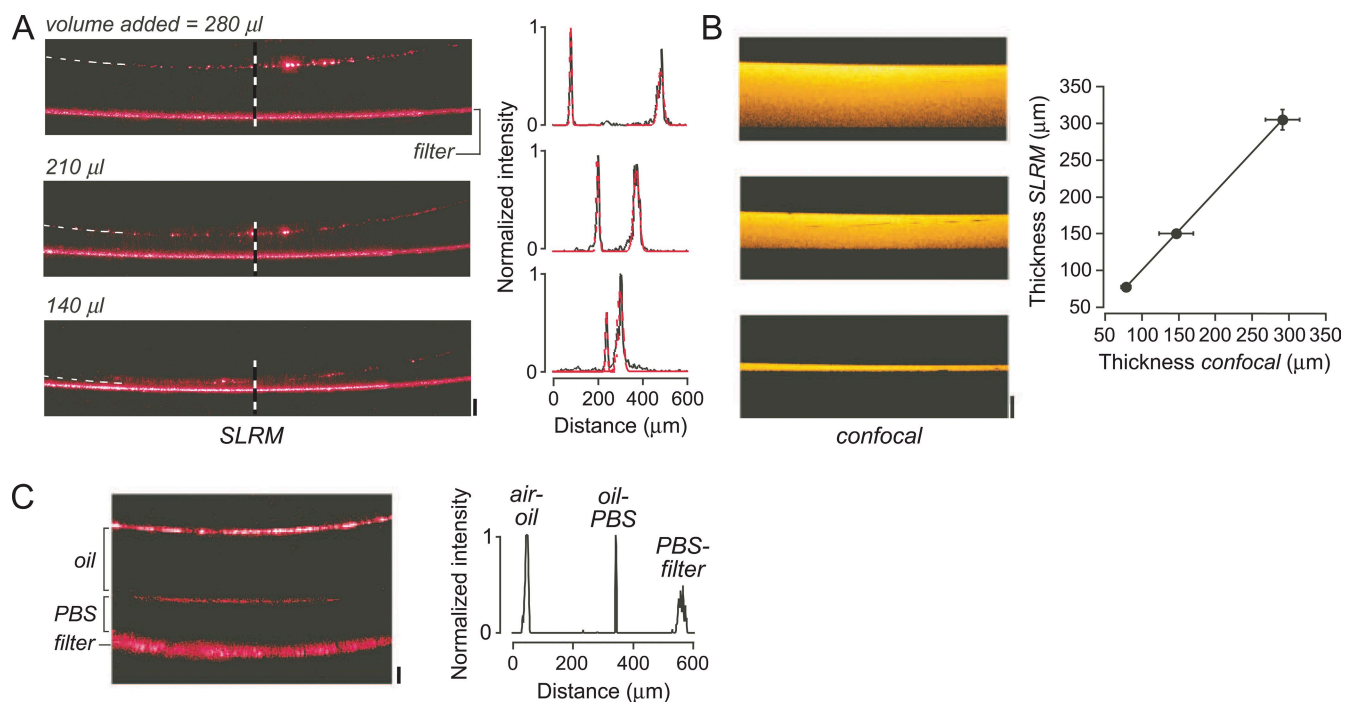 A
volume added = 280 µl
filter
210 µl
140 µl
SLRM
Normalized intensity
1
0
1
0
1
0
0 200 400 600
Distance (µm)
B
confocal
Thickness SLRM (µm)
350
300
250
200
150
100
50
50 100 150 200 250 300 350
Thickness confocal (µm)
C
oil
PBS
filter
Normalized intensity
1
0
air-
oil
oil-
PBS
PBS-
filter
0 200 400 600
Distance (µm)